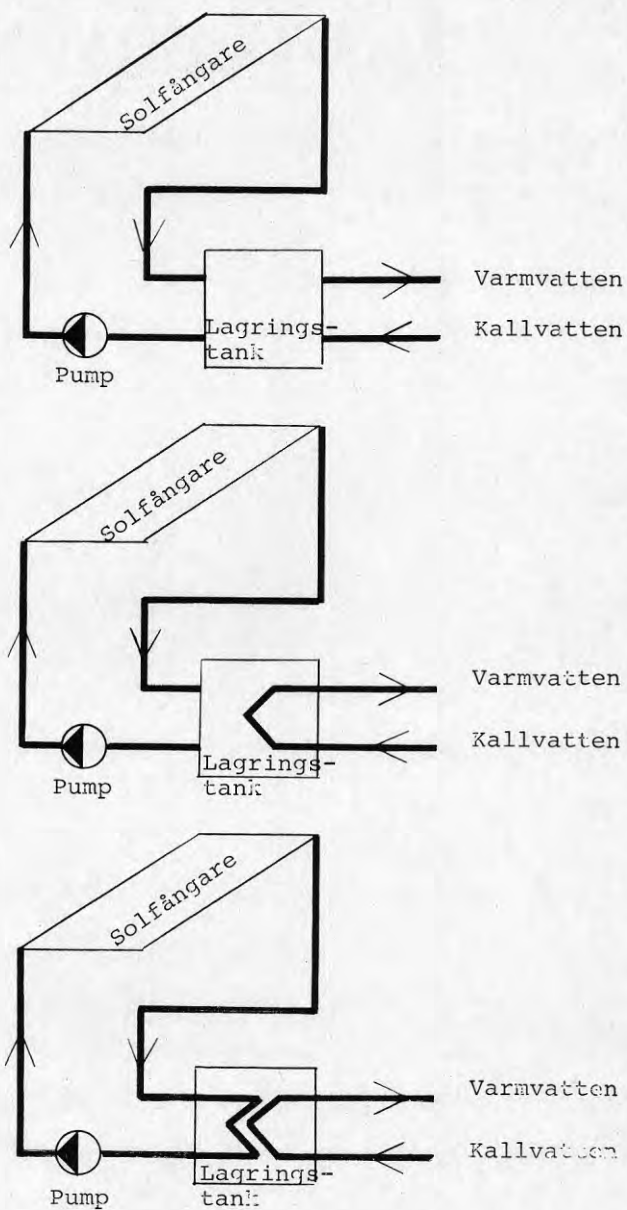 Solfångare
Varmvatten
Kallvatten
Lagrings-
tank
Pump
Solfångare
Varmvatten
Kallvatten
Lagrings-
tank
Pump
Solfångare
Varmvatten
Kallvatten
Lagrings-
tank
Pump